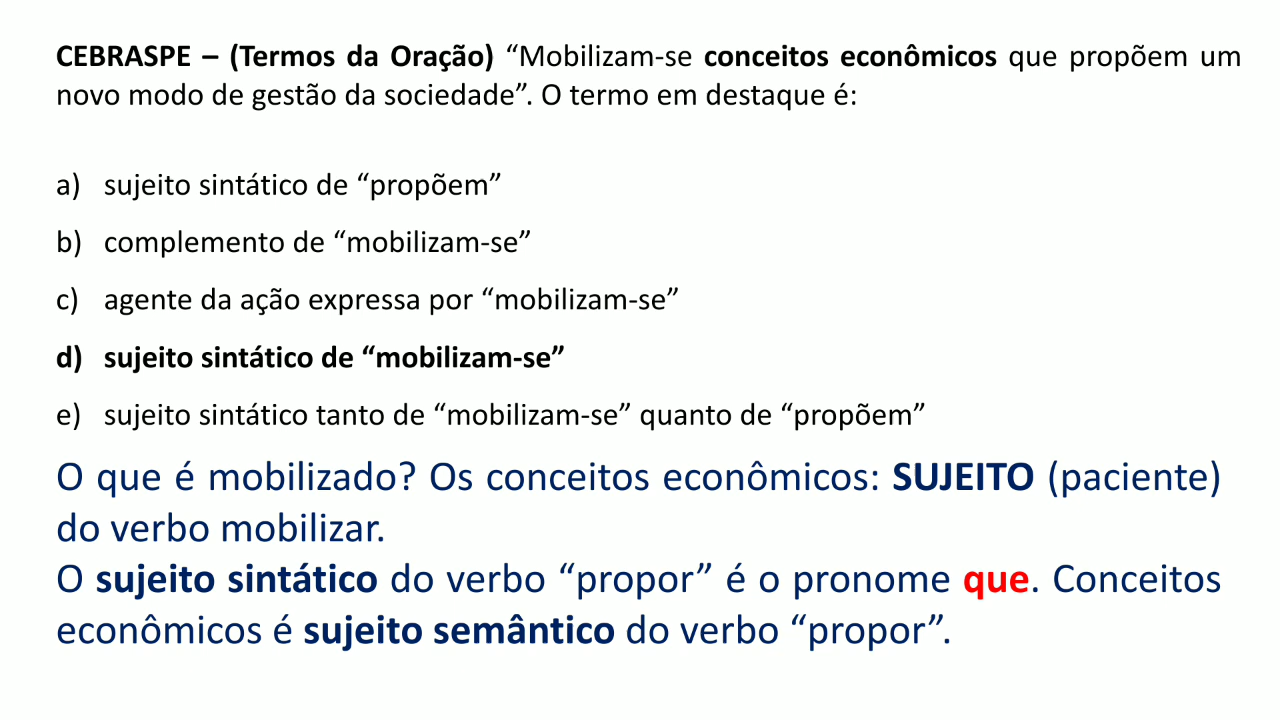 CEBRASPE – (Termos da Oração) “Mobilizam-se conceitos econômicos que propõem um
novo modo de gestão da sociedade”. O termo em destaque é:
a) sujeito sintático de “propõem”
b) complemento de “mobilizam-se”
c) agente da ação expressa por “mobilizam-se”
d) sujeito sintático de “mobilizam-se”
e) sujeito sintático tanto de “mobilizam-se” quanto de “propõem”
O que é mobilizado? Os conceitos econômicos: SUJEITO (paciente)
do verbo mobilizar.
O sujeito sintático do verbo “propor” é o pronome que. Conceitos
econômicos é sujeito semântico do verbo “propor”.